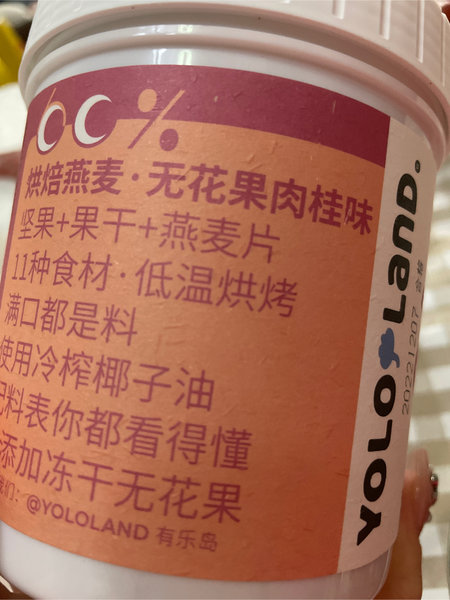 烘焙燕麦·无花果肉桂味
坚果+果干+燕麦片
11种食材·低温烘烤
满口都是料
使用冷榨椰子油
料表你都看得懂
添加冻干无花果
我们：@YOLOLAND 有乐岛
YOLOLAND
20221207